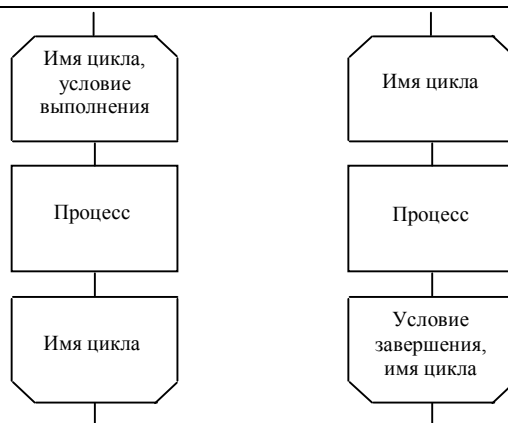 Имя цикла,
условие
выполнения
Процесс
Имя цикла
Имя цикла
Процесс
Условие
завершения,
имя цикла